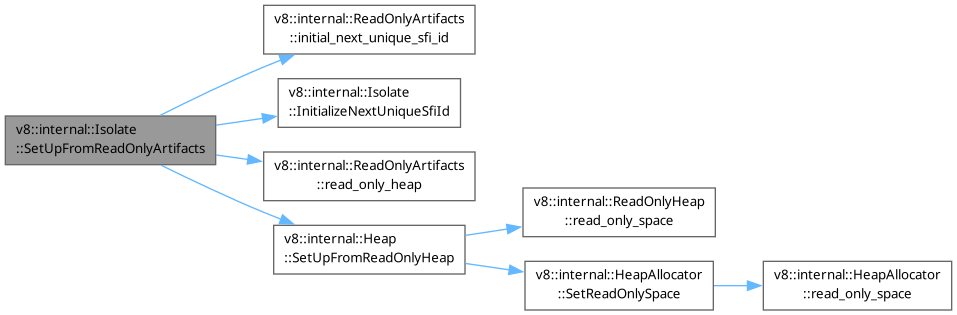 v8::internal::ReadOnlyArtifacts
::initial_next_unique_sfi_id
v8::internal::Isolate
::InitializeNextUniqueSfiId
v8::internal::Isolate
::SetUpFromReadOnlyArtifacts
v8::internal::ReadOnlyArtifacts
::read_only_heap
v8::internal::Heap
::SetUpFromReadOnlyHeap
v8::internal::ReadOnlyHeap
::read_only_space
v8::internal::HeapAllocator
::SetReadOnlySpace
v8::internal::HeapAllocator
::read_only_space